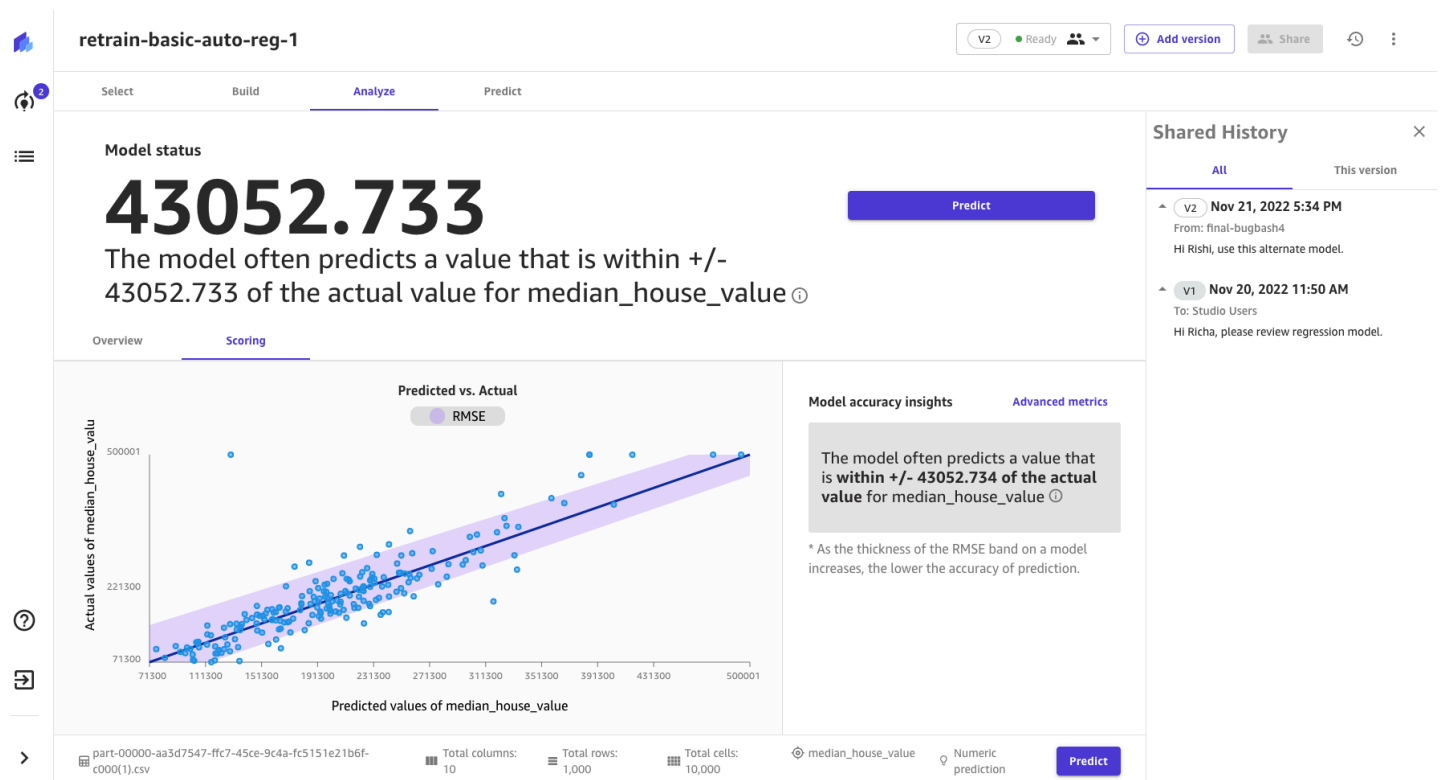 retrain-basic-auto-reg-1
V2
Ready
Add version
Share
2
Select
Build
Analyze
Predict
Model status
43052.733
The model often predicts a value that is within +/-
43052.733 of the actual value for median_house_value
Predict
Overview
Scoring
Predicted vs. Actual
RMSE
Actual values of median_house_valu
500001
221300
71300
71300 111300 151300 191300 231300 271300 311300 351300 391300 431300 500001
Predicted values of median_house_value
Model accuracy insights
Advanced metrics
The model often predicts a value that
is within +/- 43052.734 of the actual
value for median_house_value
* As the thickness of the RMSE band on a model
increases, the lower the accuracy of prediction.
Shared History
All
This version
V2 Nov 21, 2022 5:34 PM
From: final-bugbash4
Hi Rishi, use this alternate model.
V1 Nov 20, 2022 11:50 AM
To: Studio Users
Hi Richa, please review regression model.
part-00000-aa3d7547-ffc7-45ce-9c4a-fc5151e21b6f-
c000(1).csv
Total columns:
10
Total rows:
1,000
Total cells:
10,000
median_house_value
Numeric
prediction
Predict